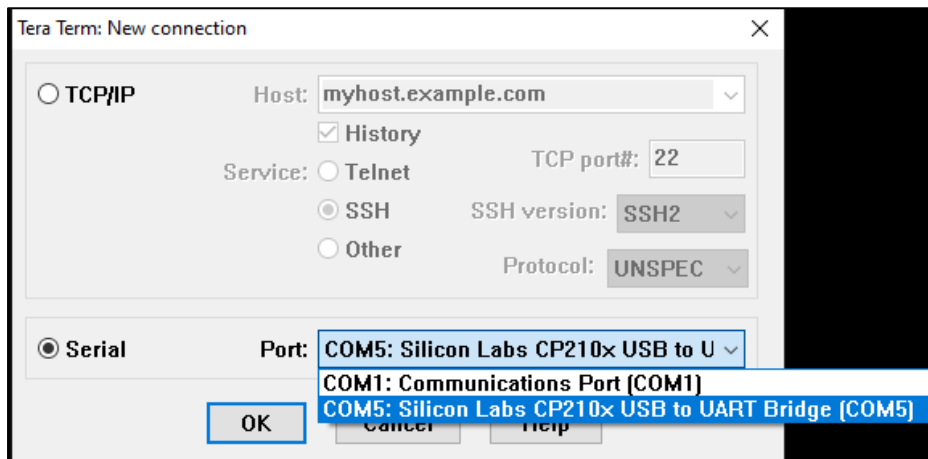 Tera Term: New connection
TCP/IP
Host: myhost.example.com
History
Service: Telnet
TCP port#: 22
SSH
SSH version: SSH2
Other
Protocol: UNSPEC
Serial
Port: COM5: Silicon Labs CP210x USB to U
COM1: Communications Port (COM1)
COM5: Silicon Labs CP210x USB to UART Bridge (COM5)
OK
Cancel
Help